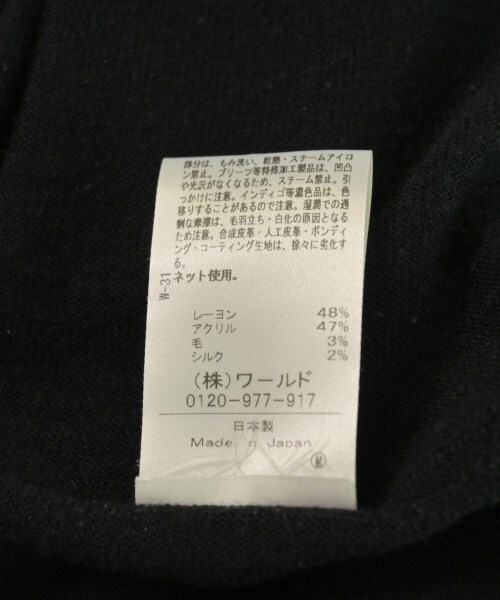 部分は、もみ洗い、乾熱・スチームアイロ
ン禁止。プリーツ等特殊加工製品は、凹凸
や光沢がなくなるため、スチーム禁止。引
っかけに注意。インディゴ等濃色品は、色
移りすることがあるので注意。湿潤での過
剰な摩擦は、毛羽立ち・白化の原因となる
ため注意。合成皮革・人工皮革・ボンディ
ング・コーティング生地は、徐々に劣化す
る。
W-31
ネット使用。
レーヨン 48%
アクリル 47%
毛 3%
シルク 2%
(株)ワールド
0120-977-917
日本製
Made in Japan